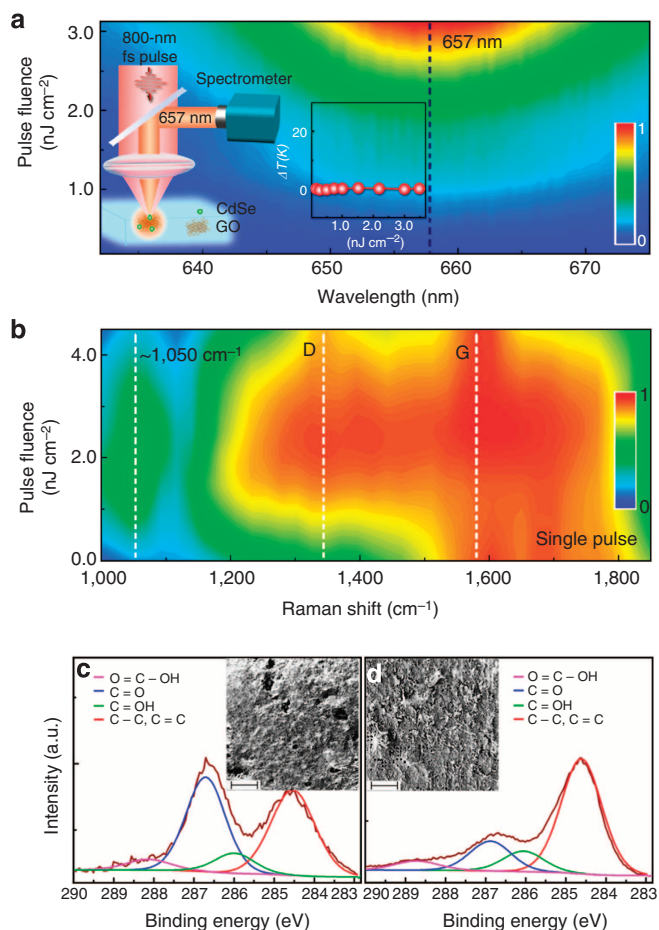 a
3.0
2.0
1.0
Pulse fluence
(nJ cm⁻²)
800-nm
fs pulse
Spectrometer
657 nm
CdSe
GO
657 nm
ΔT(K)
20
0
0 1.0 2.0 3.0
(nJ cm⁻²)
1
0
640 650 660 670
Wavelength (nm)
b
4.0
2.0
0.0
Pulse fluence
(nJ cm⁻²)
~1,050 cm⁻¹
D
G
1
0
Single pulse
1,000 1,200 1,400 1,600 1,800
Raman shift (cm⁻¹)
c
O = C – OH
C = O
C = OH
C – C, C = C
Intensity (a.u.)
290 289 288 287 286 285 284 283
Binding energy (eV)
d
O = C – OH
C = O
C = OH
C – C, C = C
290 289 288 287 286 285 284 283
Binding energy (eV)